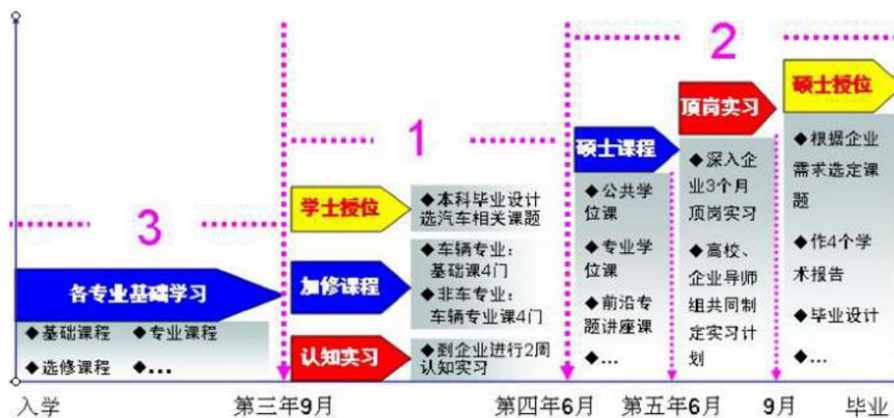 3
各专业基础学习
◆基础课程 ◆专业课程
◆选修课程 ◆…
1
学士授位
◆本科毕业设计
选汽车相关课题
加修课程
◆车辆专业:
基础课4门
◆非车专业:
车辆专业课4门
认知实习
◆到企业进行2周
认知实习
2
硕士课程
◆公共学
位课
◆专业学
位课
◆前沿专
题讲座课
◆…
顶岗实习
◆深入企
业3个月
顶岗实习
◆高校、
企业导师
组共同制
定实习计
划
硕士授位
◆根据企业
需求选定课
题
◆作4个学
术报告
◆毕业设计
◆…
入学 第三年9月 第四年6月 第五年6月 9月 毕业